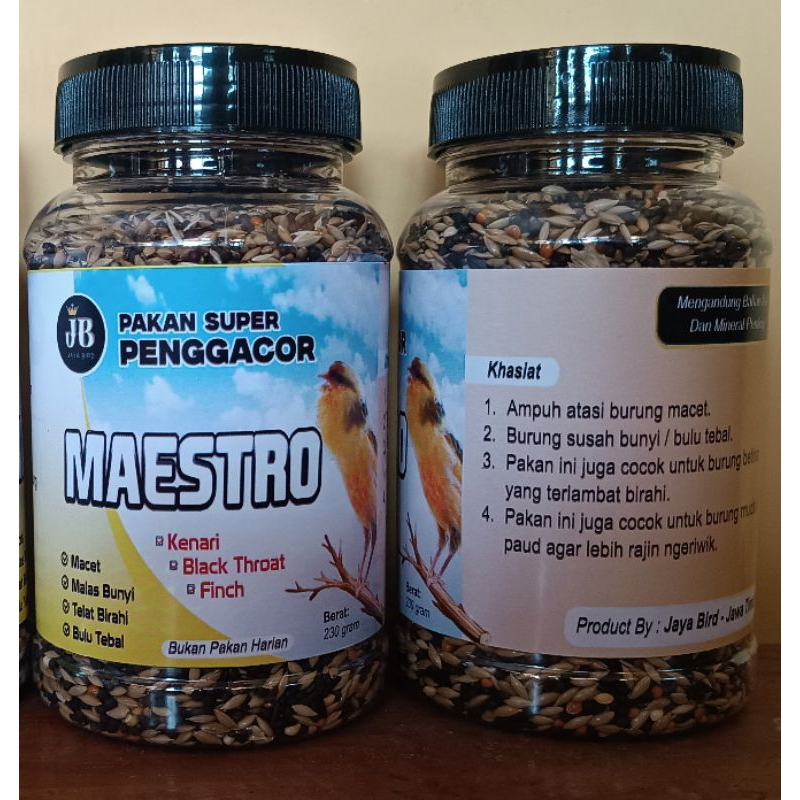 JB
JAYA BIRD
PAKAN SUPER
PENGGACOR
MAESTRO
Kenari
Black Throat
Finch
Macet
Malas Bunyi
Telat Birahi
Bulu Tebal
Bukan Pakan Harian
Berat:
230 gram
Mengandung
Dan Mineral
Khasiat
1. Ampuh atasi burung macet.
2. Burung susah bunyi / bulu tebal.
3. Pakan ini juga cocok untuk burung betina
yang terlambat birahi.
4. Pakan ini juga cocok untuk burung
paud agar lebih rajin ngeriwik.
Berat:
230 gram
Product By : Jaya Bird - Jawa